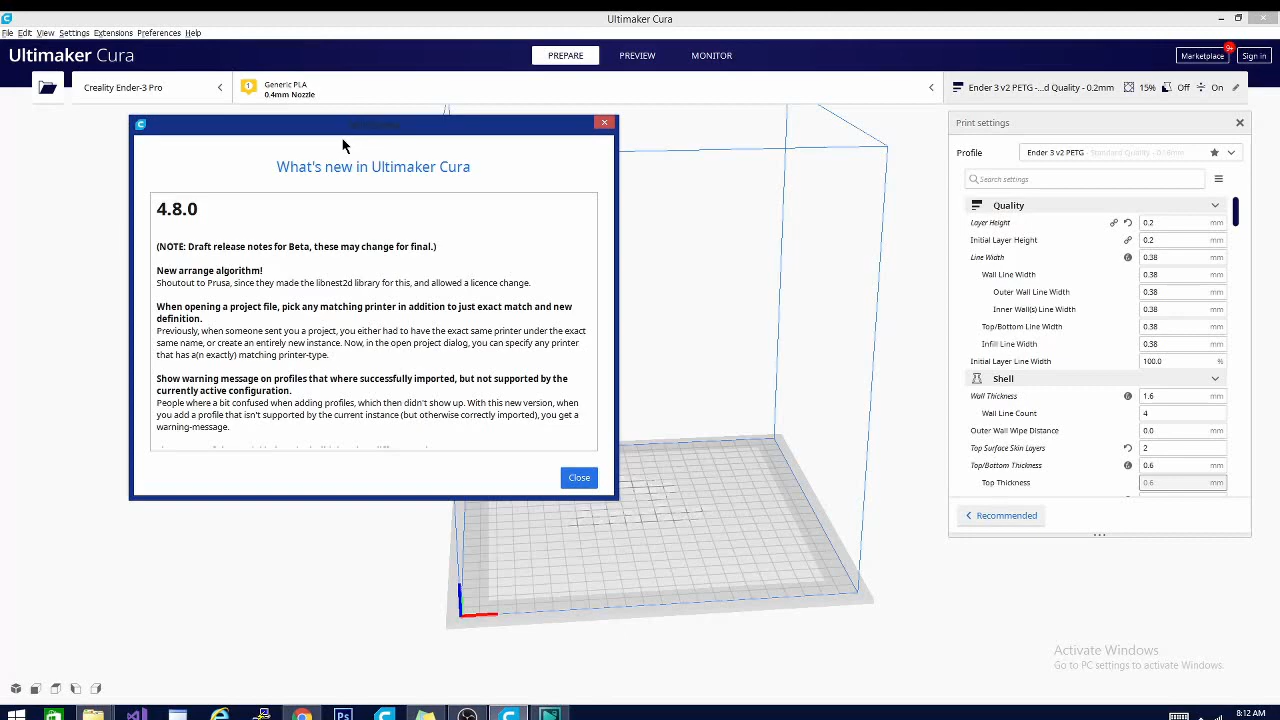 Ultimaker Cura
File Edit View Settings Extensions Preferences Help
Ultimaker Cura
PREPARE PREVIEW MONITOR
Marketplace 9+ Sign in
Creality Ender-3 Pro
1 Generic PLA
0.4mm Nozzle
Ender 3 v2 PETG -...d Quality - 0.2mm 15% Off On
What's new in Ultimaker Cura
4.8.0
(NOTE: Draft release notes for Beta, these may change for final.)
New arrange algorithm!
Shoutout to Prusa, since they made the libnest2d library for this, and allowed a licence change.
When opening a project file, pick any matching printer in addition to just exact match and new
definition.
Previously, when someone sent you a project, you either had to have the exact same printer under the exact
same name, or create an entirely new instance. Now, in the open project dialog, you can specify any printer
that has a(n exactly) matching printer-type.
Show warning message on profiles that where successfully imported, but not supported by the
currently active configuration.
People where a bit confused when adding profiles, which then didn't show up. With this new version, when
you add a profile that isn't supported by the current instance (but otherwise correctly imported), you get a
warning-message.
Close
Print settings
Profile Ender 3 v2 PETG - Standard Quality - 0.16mm
Search settings
Quality
Layer Height 0.2 mm
Initial Layer Height 0.2 mm
Line Width 0.38 mm
Wall Line Width 0.38 mm
Outer Wall Line Width 0.38 mm
Inner Wall(s) Line Width 0.38 mm
Top/Bottom Line Width 0.38 mm
Infill Line Width 0.38 mm
Initial Layer Line Width 100.0 %
Shell
Wall Thickness 1.6 mm
Wall Line Count 4
Outer Wall Wipe Distance 0.0 mm
Top Surface Skin Layers 2
Top/Bottom Thickness 0.6 mm
Top Thickness 0.6 mm
Recommended
Activate Windows
Go to PC settings to activate Windows.
Ps
8:12 AM